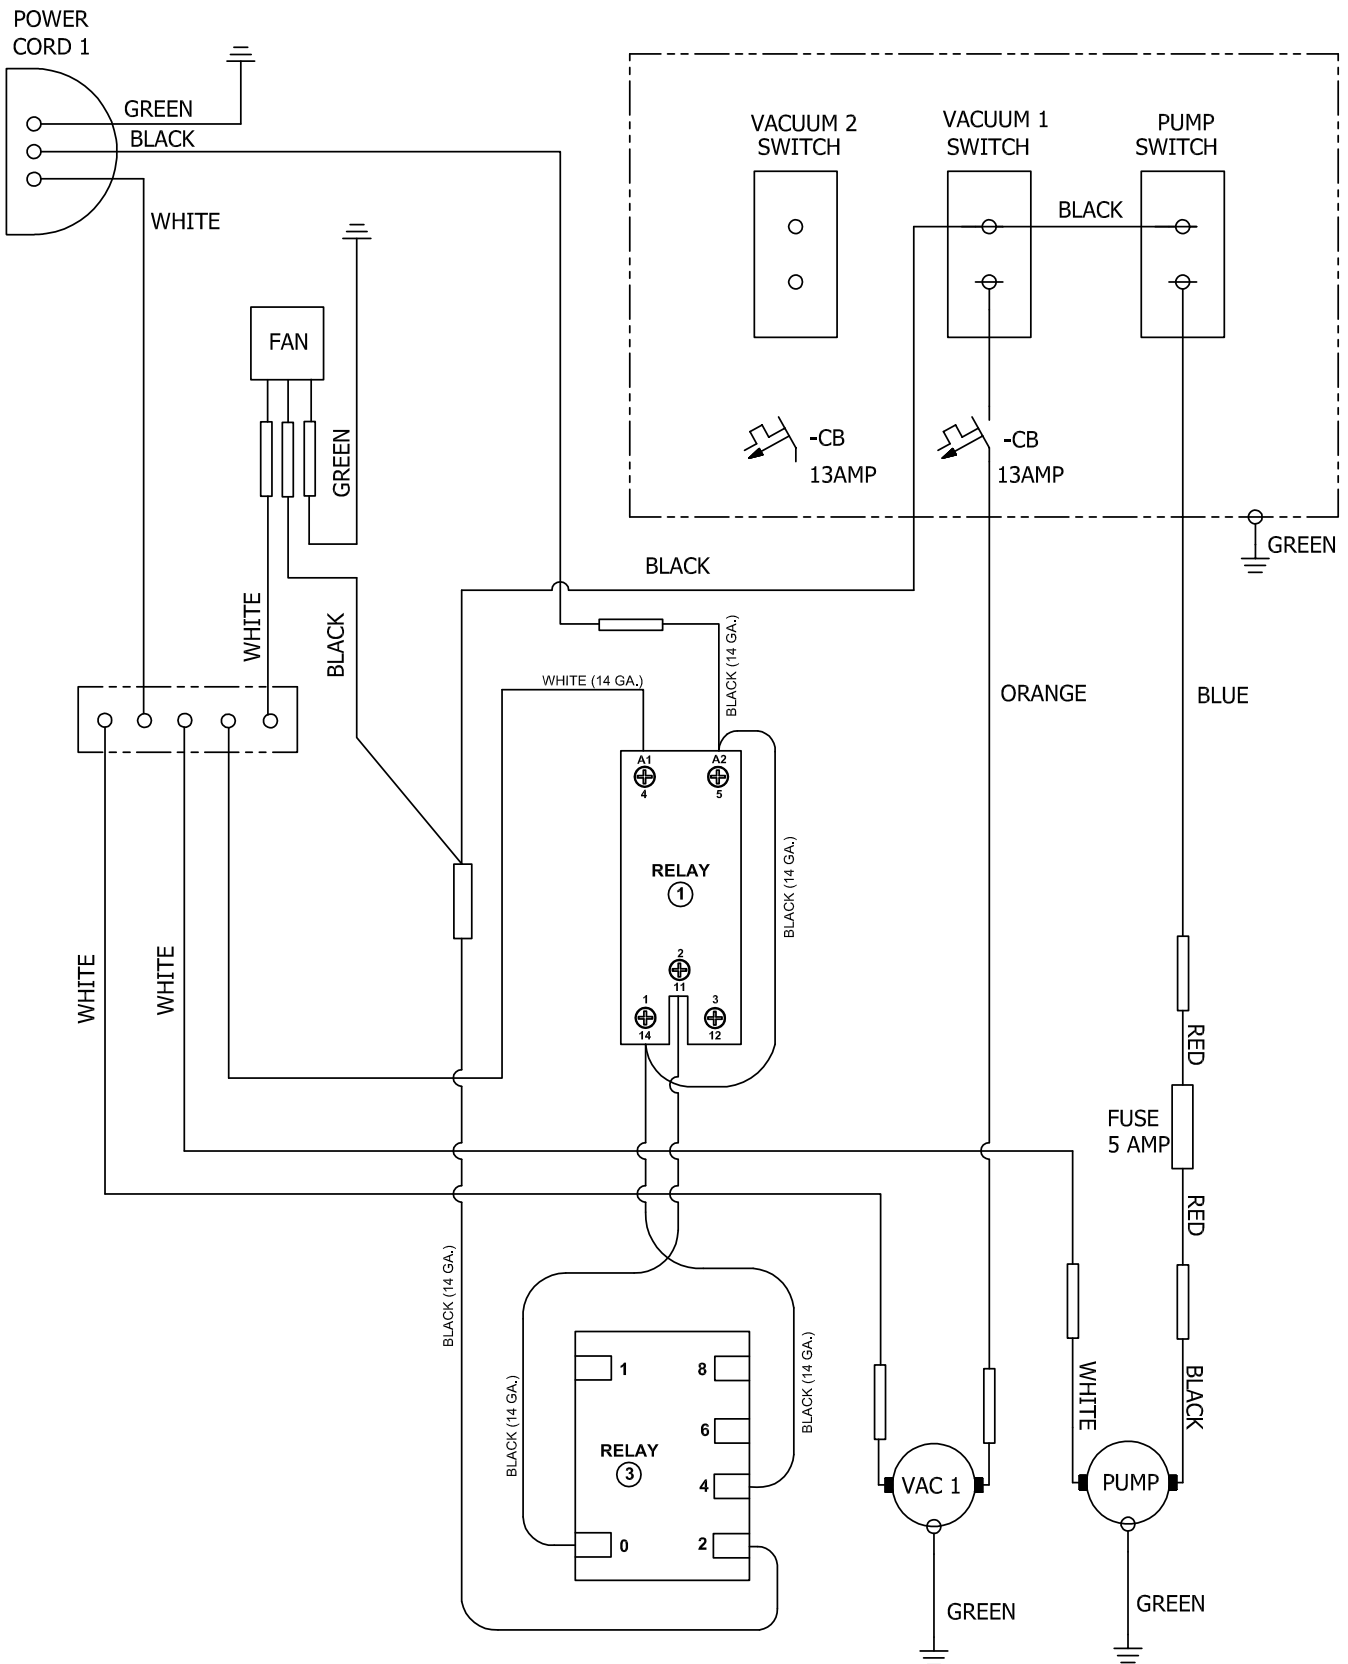 POWER
CORD 1
GREEN
BLACK
WHITE
FAN
GREEN
WHITE
BLACK
VACUUM 2
SWITCH
VACUUM 1
SWITCH
PUMP
SWITCH
BLACK
-CB
13AMP
-CB
13AMP
GREEN
BLACK
WHITE (14 GA.)
BLACK (14 GA.)
ORANGE
BLUE
A1
4
A2
5
RELAY
1
2
11
1
14
3
12
BLACK (14 GA.)
WHITE
WHITE
RED
FUSE
5 AMP
RED
BLACK (14 GA.)
BLACK (14 GA.)
BLACK (14 GA.)
1
8
6
RELAY
3
4
0
2
WHITE
BLACK
VAC 1
PUMP
GREEN
GREEN